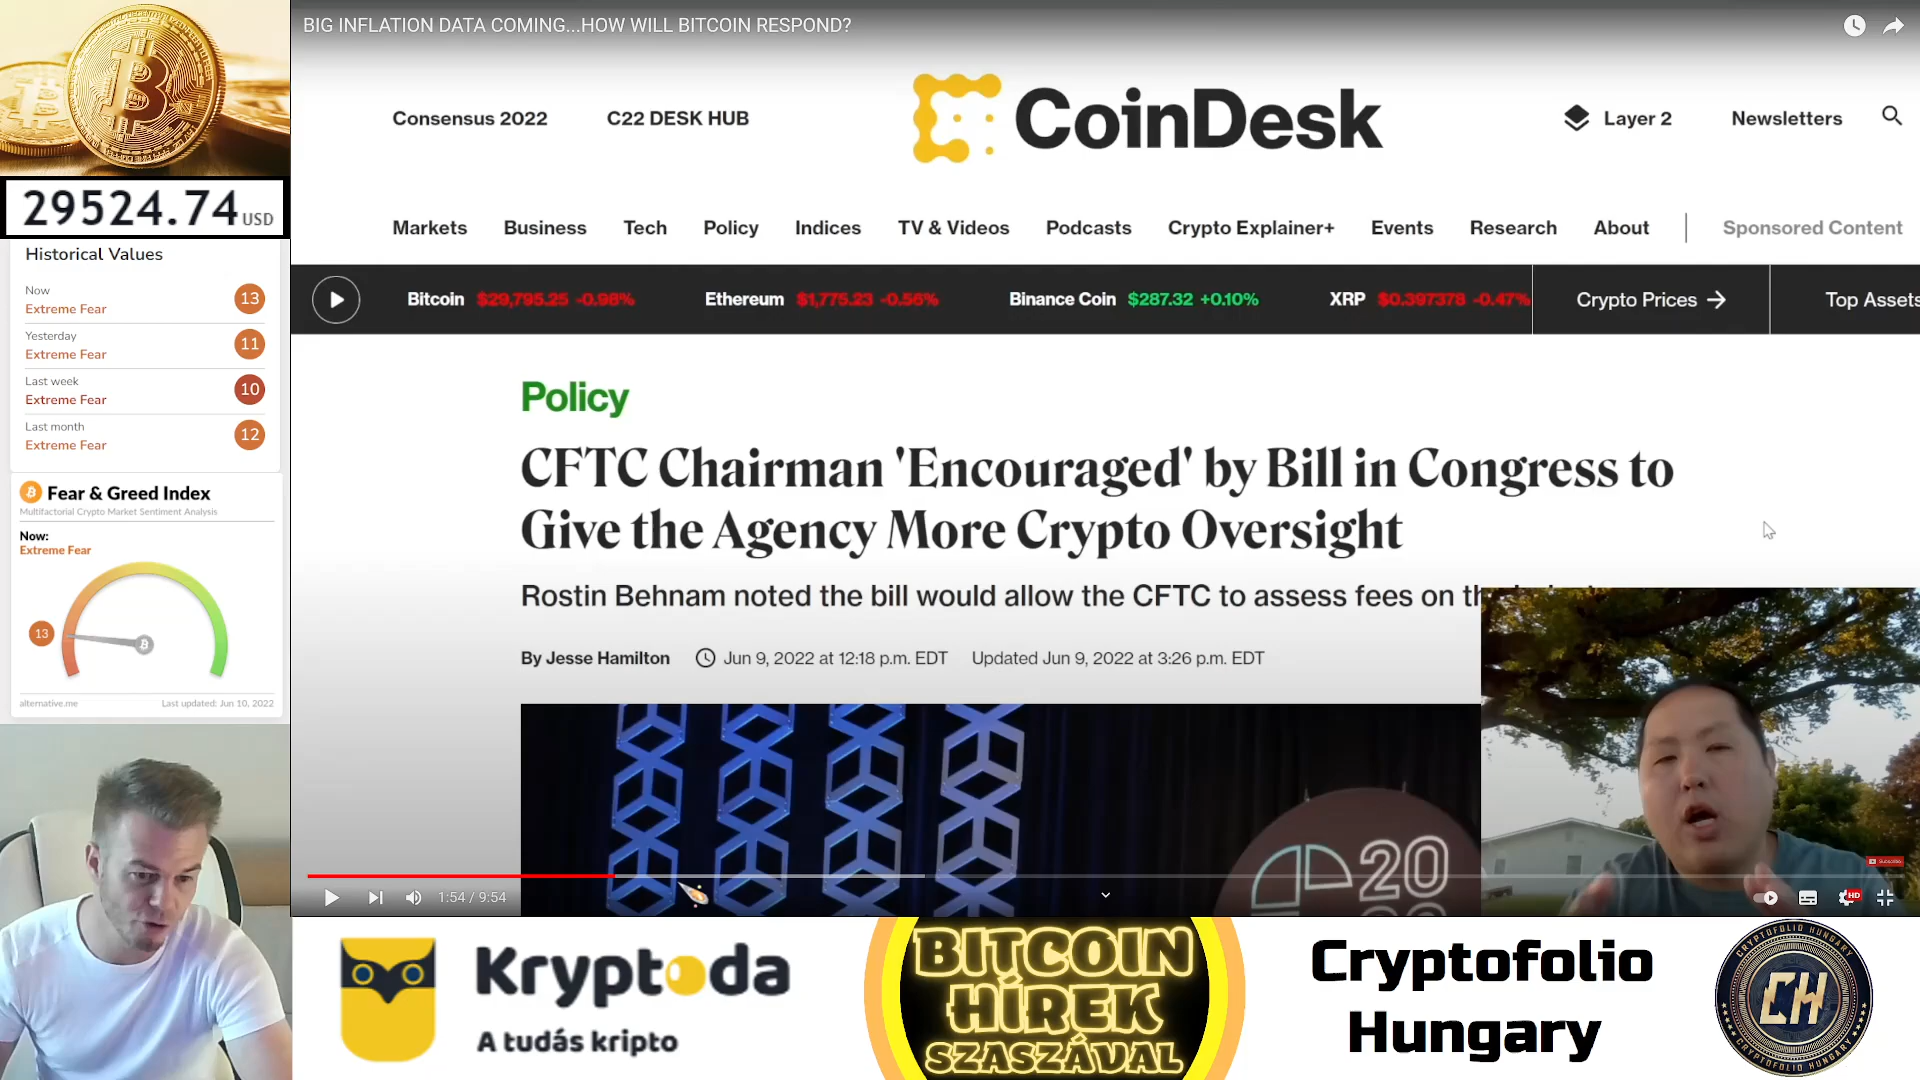 BIG INFLATION DATA COMING...HOW WILL BITCOIN RESPOND?
Consensus 2022
C22 DESK HUB
CoinDesk
Layer 2
Newsletters
Markets
Business
Tech
Policy
Indices
TV & Videos
Podcasts
Crypto Explainer+
Events
Research
About
Sponsored Content
Bitcoin $29,795.25 -0.98%
Ethereum $1,775.23 -0.56%
Binance Coin $287.32 +0.10%
XRP $0.397378 -0.47%
Crypto Prices
Top Assets
Policy
CFTC Chairman 'Encouraged' by Bill in Congress to
Give the Agency More Crypto Oversight
Rostin Behnam noted the bill would allow the CFTC to assess fees on
By Jesse Hamilton
Jun 9, 2022 at 12:18 p.m. EDT
Updated Jun 9, 2022 at 3:26 p.m. EDT
20
Subscribe
1:54 / 9:54
HD
29524.74 USD
Historical Values
Now
Extreme Fear
13
Yesterday
Extreme Fear
11
Last week
Extreme Fear
10
Last month
Extreme Fear
12
Fear & Greed Index
Multifactorial Crypto Market Sentiment Analysis
Now:
Extreme Fear
13
alternative.me
Last updated: Jun 10, 2022
Kryptoda
A tudás kripto
BITCOIN
HÍREK
SZASZÁVAL
Cryptofolio
Hungary
CRYPTOFOLIO HUNGARY
CH
CRYPTOFOLIO HUNGARY